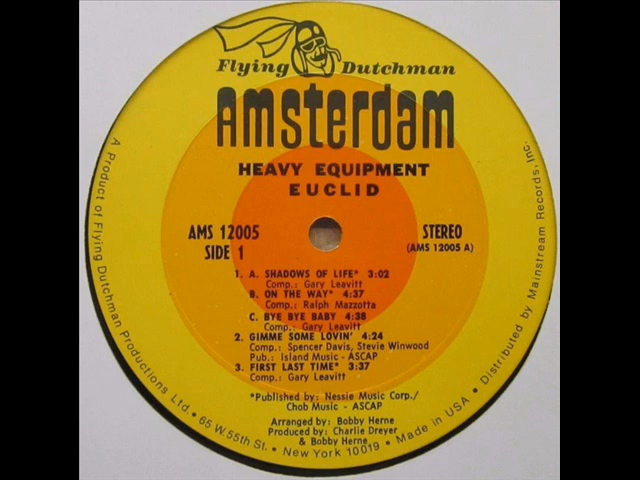 Flying Dutchman
Amsterdam
HEAVY EQUIPMENT
EUCLID
AMS 12005
SIDE 1
STEREO
(AMS 12005 A)
1. A. SHADOWS OF LIFE* 3:02
Comp.: Gary Leavitt
B. ON THE WAY* 4:37
Comp.: Ralph Mazzotta
C. BYE BYE BABY 4:38
Comp.: Gary Leavitt
2. GIMME SOME LOVIN' 4:24
Comp.: Spencer Davis, Stevie Winwood
Pub.: Island Music - ASCAP
3. FIRST LAST TIME* 3:37
Comp.: Gary Leavitt
*Published by: Nessie Music Corp./
Chob Music - ASCAP
Arranged by: Bobby Herne
Produced by: Charlie Dreyer
& Bobby Herne
A Product of Flying Dutchman Productions Ltd. • 65 W. 55th St. • New York 10019 • Made in USA • Distributed by Mainstream Records, Inc.